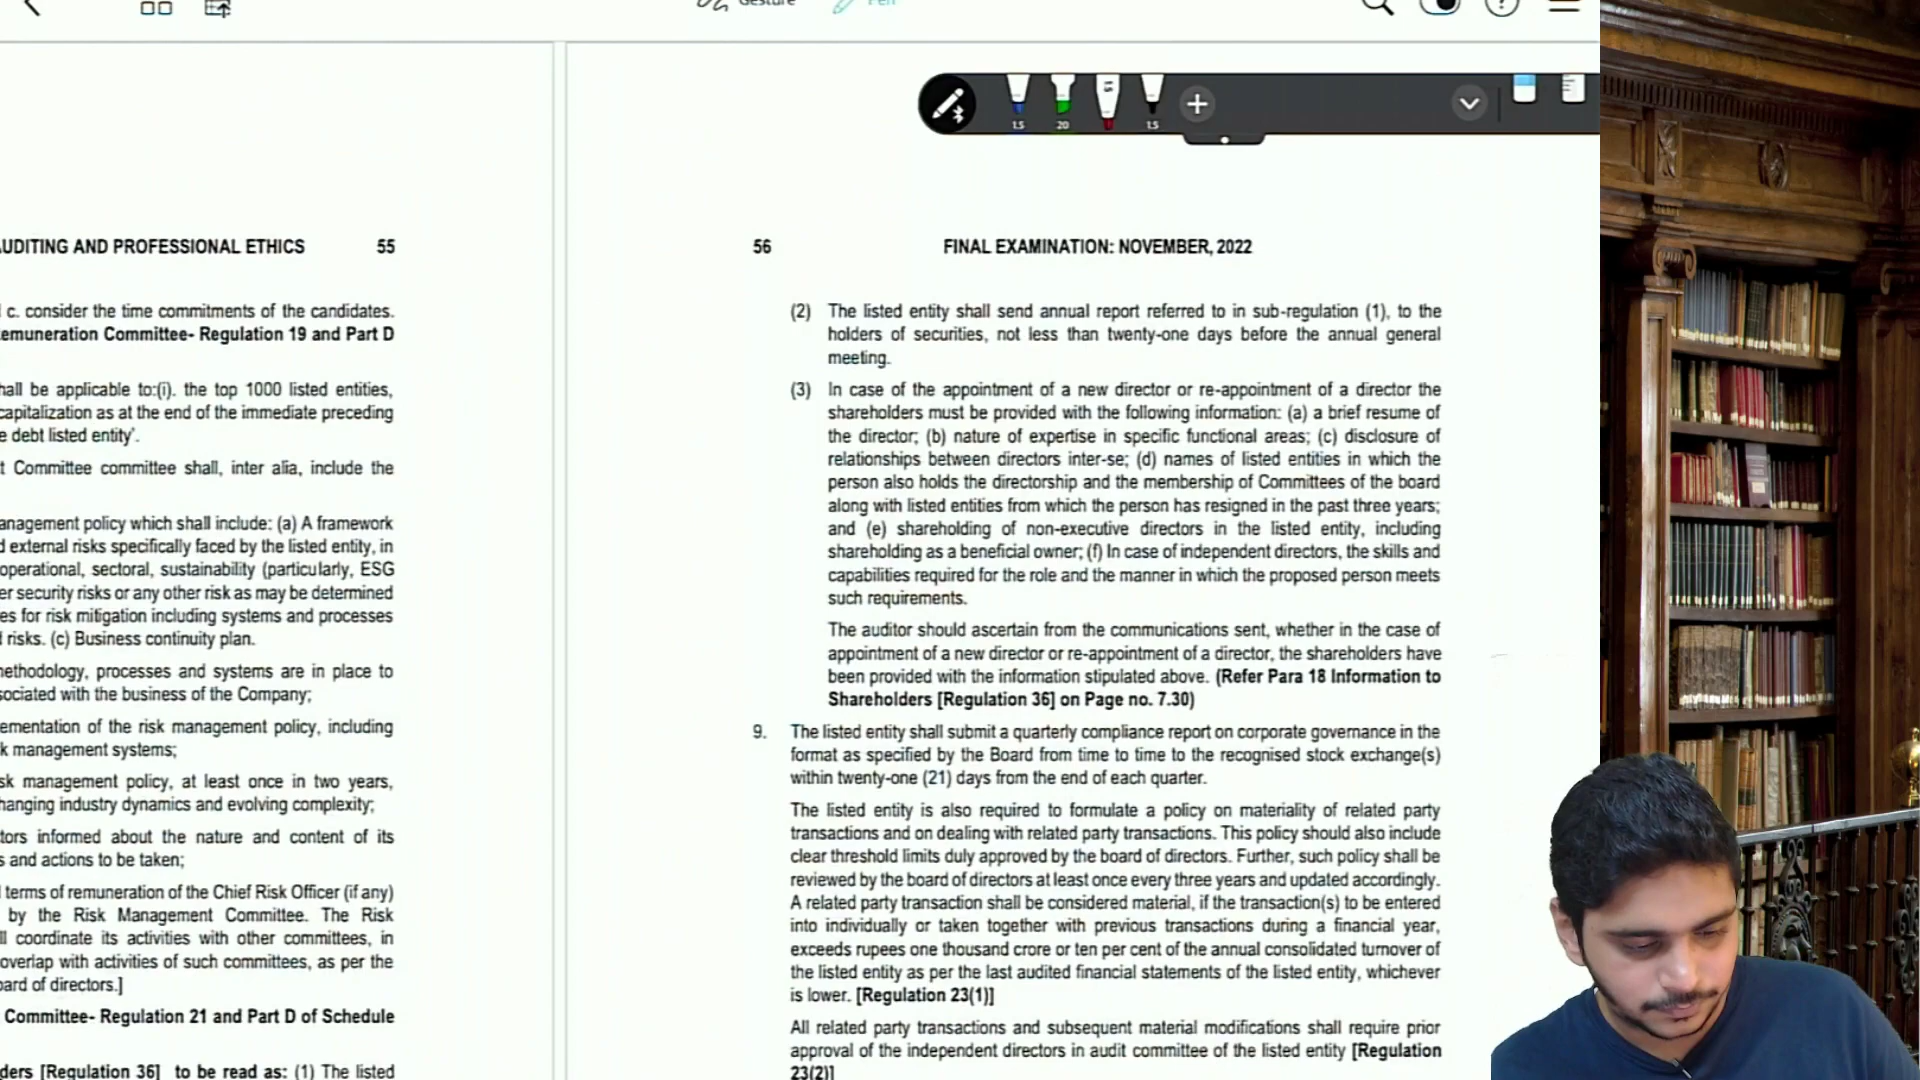 Gesture
Pen
1.5
20
1.5
1.5
AUDITING AND PROFESSIONAL ETHICS 55
c. consider the time commitments of the candidates.
Remuneration Committee- Regulation 19 and Part D
shall be applicable to:(i). the top 1000 listed entities,
capitalization as at the end of the immediate preceding
debt listed entity'.
Committee committee shall, inter alia, include the
management policy which shall include: (a) A framework
external risks specifically faced by the listed entity, in
operational, sectoral, sustainability (particularly, ESG
security risks or any other risk as may be determined
for risk mitigation including systems and processes
risks. (c) Business continuity plan.
methodology, processes and systems are in place to
associated with the business of the Company;
implementation of the risk management policy, including
management systems;
risk management policy, at least once in two years,
changing industry dynamics and evolving complexity;
informed about the nature and content of its
and actions to be taken;
terms of remuneration of the Chief Risk Officer (if any)
by the Risk Management Committee. The Risk
coordinate its activities with other committees, in
overlap with activities of such committees, as per the
board of directors.]
Committee- Regulation 21 and Part D of Schedule
[Regulation 36] to be read as: (1) The listed
56 FINAL EXAMINATION: NOVEMBER, 2022
(2) The listed entity shall send annual report referred to in sub-regulation (1), to the
holders of securities, not less than twenty-one days before the annual general
meeting.
(3) In case of the appointment of a new director or re-appointment of a director the
shareholders must be provided with the following information: (a) a brief resume of
the director; (b) nature of expertise in specific functional areas; (c) disclosure of
relationships between directors inter-se; (d) names of listed entities in which the
person also holds the directorship and the membership of Committees of the board
along with listed entities from which the person has resigned in the past three years;
and (e) shareholding of non-executive directors in the listed entity, including
shareholding as a beneficial owner; (f) In case of independent directors, the skills and
capabilities required for the role and the manner in which the proposed person meets
such requirements.
The auditor should ascertain from the communications sent, whether in the case of
appointment of a new director or re-appointment of a director, the shareholders have
been provided with the information stipulated above. (Refer Para 18 Information to
Shareholders [Regulation 36] on Page no. 7.30)
9. The listed entity shall submit a quarterly compliance report on corporate governance in the
format as specified by the Board from time to time to the recognised stock exchange(s)
within twenty-one (21) days from the end of each quarter.
The listed entity is also required to formulate a policy on materiality of related party
transactions and on dealing with related party transactions. This policy should also include
clear threshold limits duly approved by the board of directors. Further, such policy shall be
reviewed by the board of directors at least once every three years and updated accordingly.
A related party transaction shall be considered material, if the transaction(s) to be entered
into individually or taken together with previous transactions during a financial year,
exceeds rupees one thousand crore or ten per cent of the annual consolidated turnover of
the listed entity as per the last audited financial statements of the listed entity, whichever
is lower. [Regulation 23(1)]
All related party transactions and subsequent material modifications shall require prior
approval of the independent directors in audit committee of the listed entity [Regulation
23(2)]